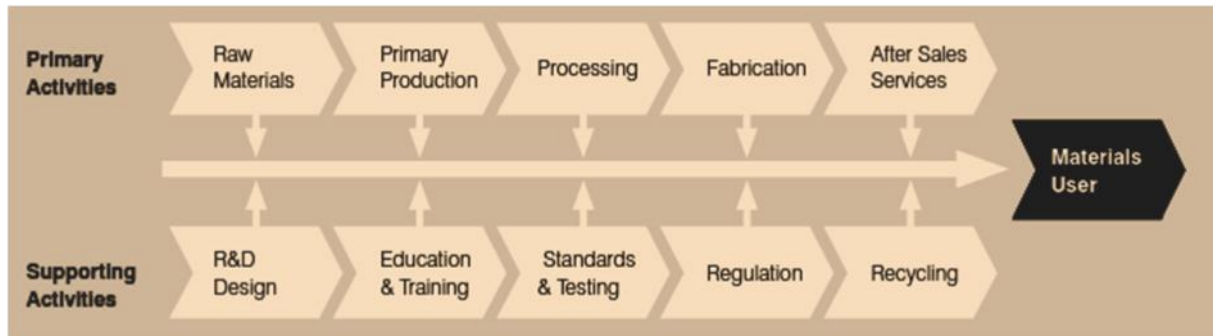 Primary
Activities
Raw
Materials
Primary
Production
Processing
Fabrication
After Sales
Services
Materials
User
Supporting
Activities
R&D
Design
Education
& Training
Standards
& Testing
Regulation
Recycling